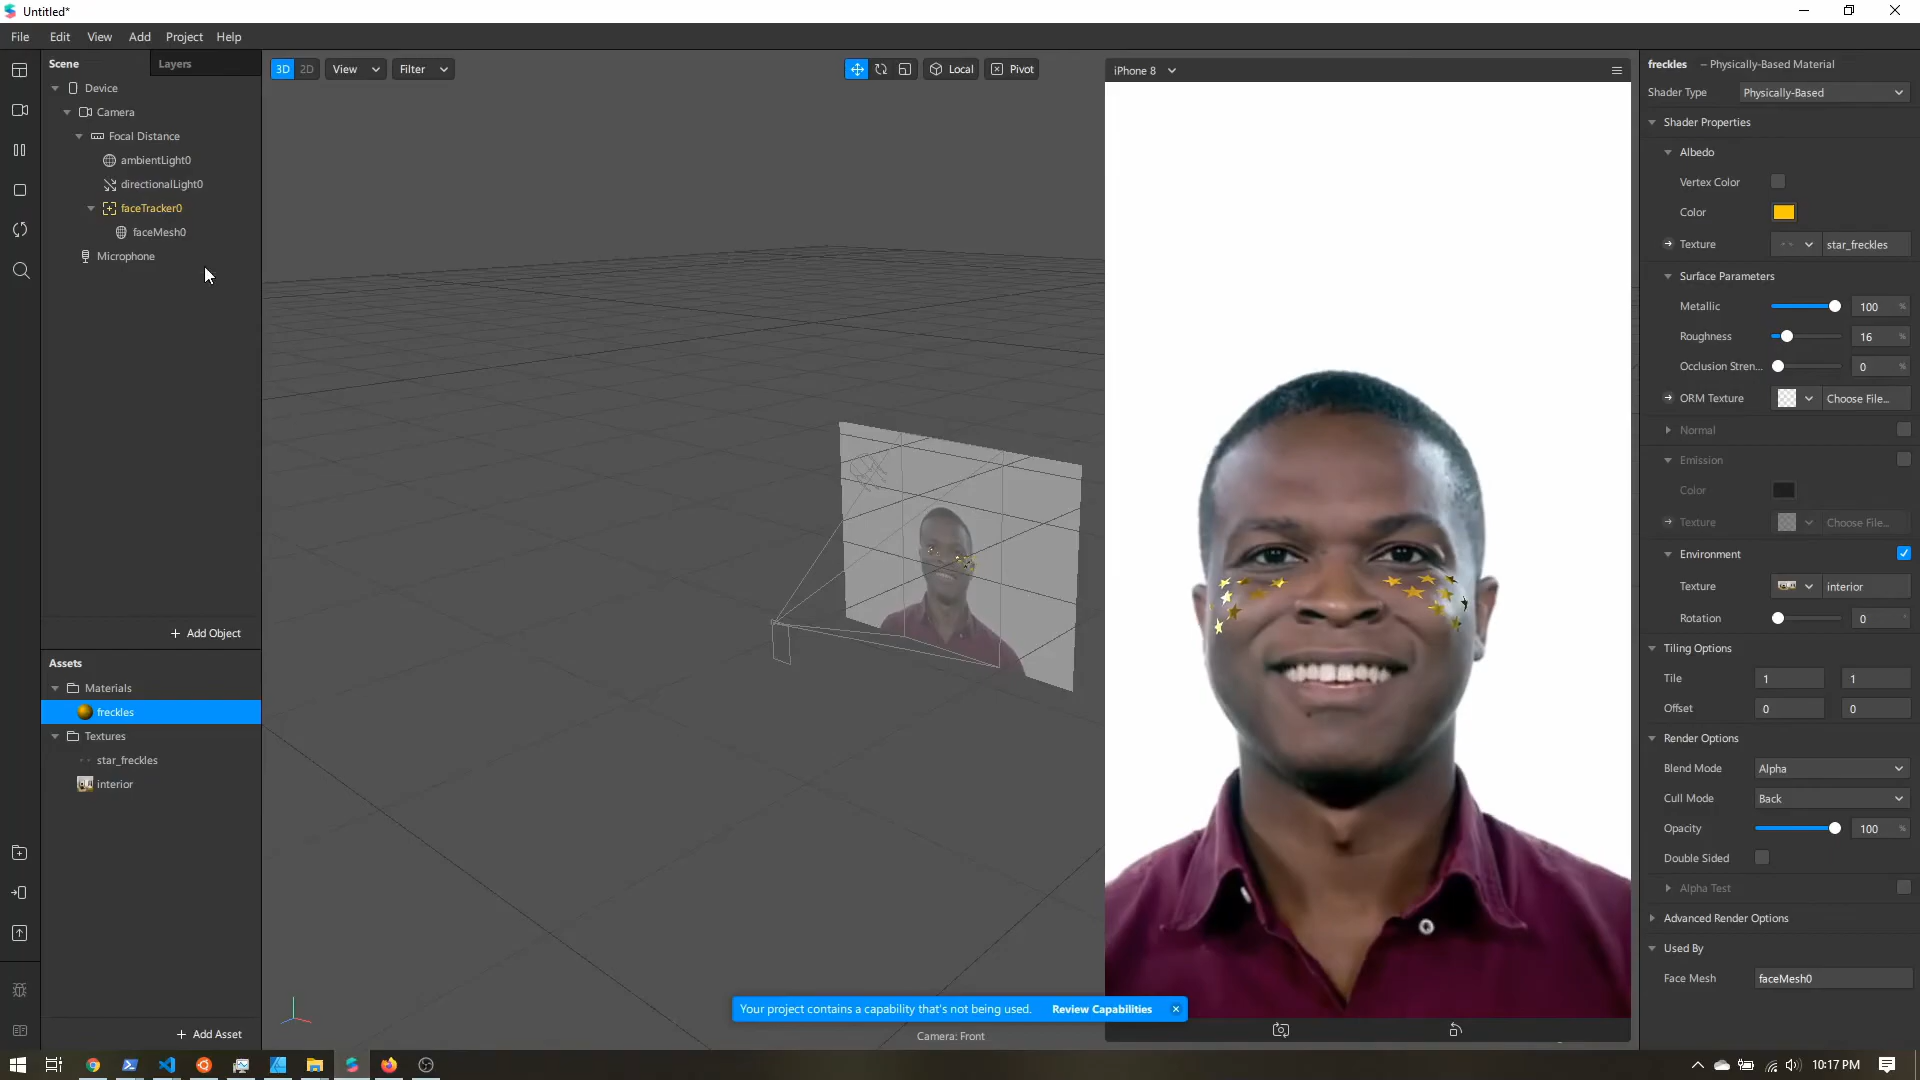 Untitled*
File Edit View Add Project Help
Scene Layers
Device
Camera
Focal Distance
ambientLight0
directionalLight0
faceTracker0
faceMesh0
Microphone
+ Add Object
Assets
Materials
freckles
Textures
star_freckles
interior
+ Add Asset
3D 2D View Filter Local Pivot
iPhone 8
Your project contains a capability that's not being used. Review Capabilities
Camera: Front
freckles – Physically-Based Material
Shader Type Physically-Based
Shader Properties
Albedo
Vertex Color
Color
Texture star_freckles
Surface Parameters
Metallic 100 %
Roughness 16 %
Occlusion Stren... 0 %
ORM Texture Choose File...
Normal
Emission
Color
Texture Choose File...
Environment
Texture interior
Rotation 0 °
Tiling Options
Tile 1 1
Offset 0 0
Render Options
Blend Mode Alpha
Cull Mode Back
Opacity 100 %
Double Sided
Alpha Test
Advanced Render Options
Used By
Face Mesh faceMesh0
10:17 PM